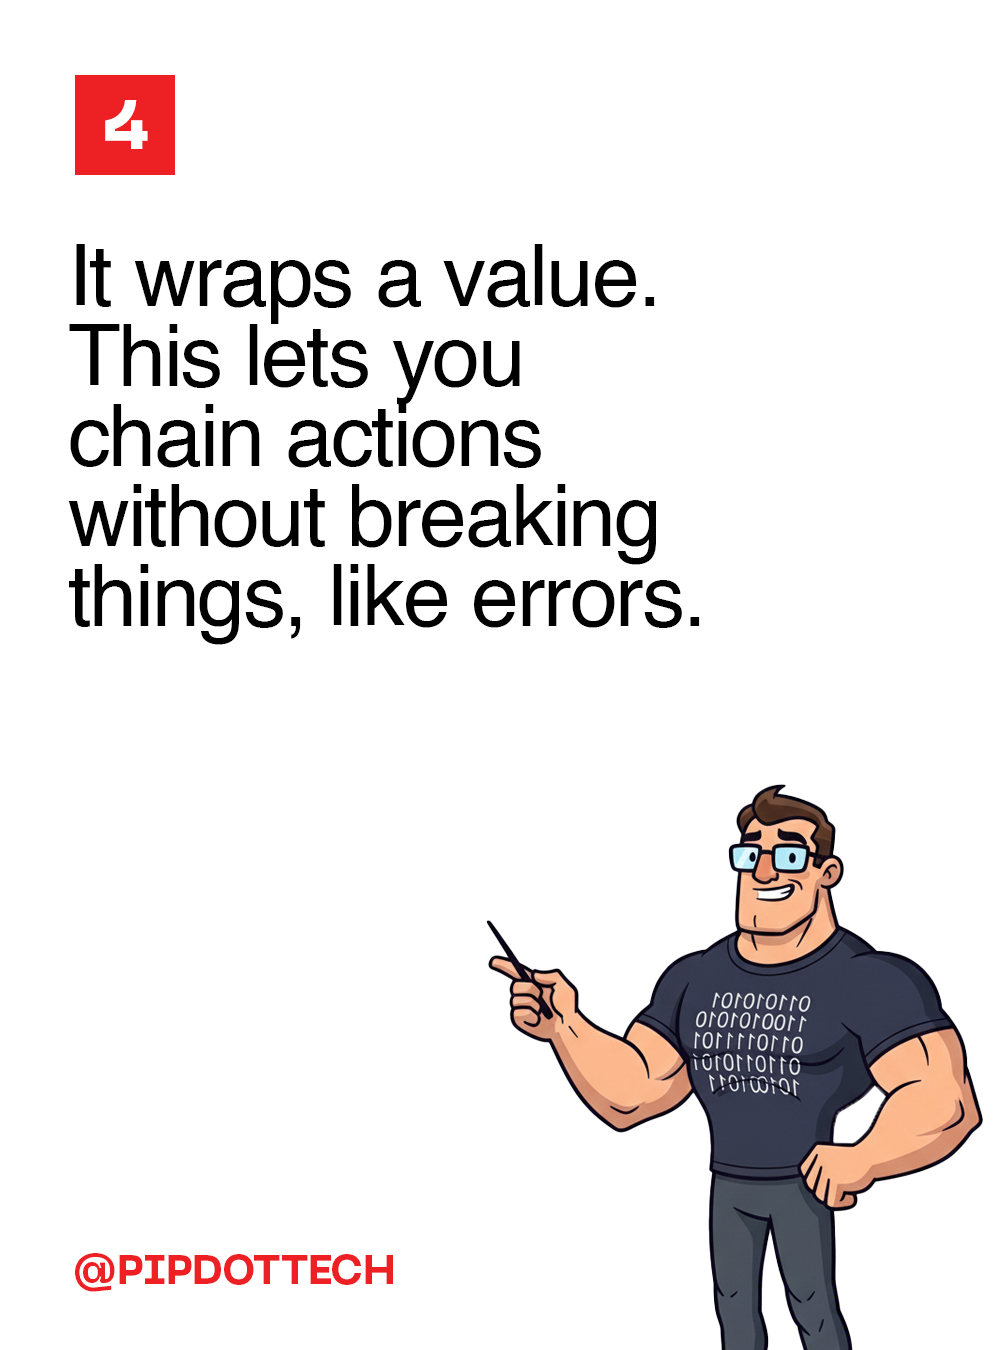 4
It wraps a value.
This lets you
chain actions
without breaking
things, like errors.
@PIPDOTTECH